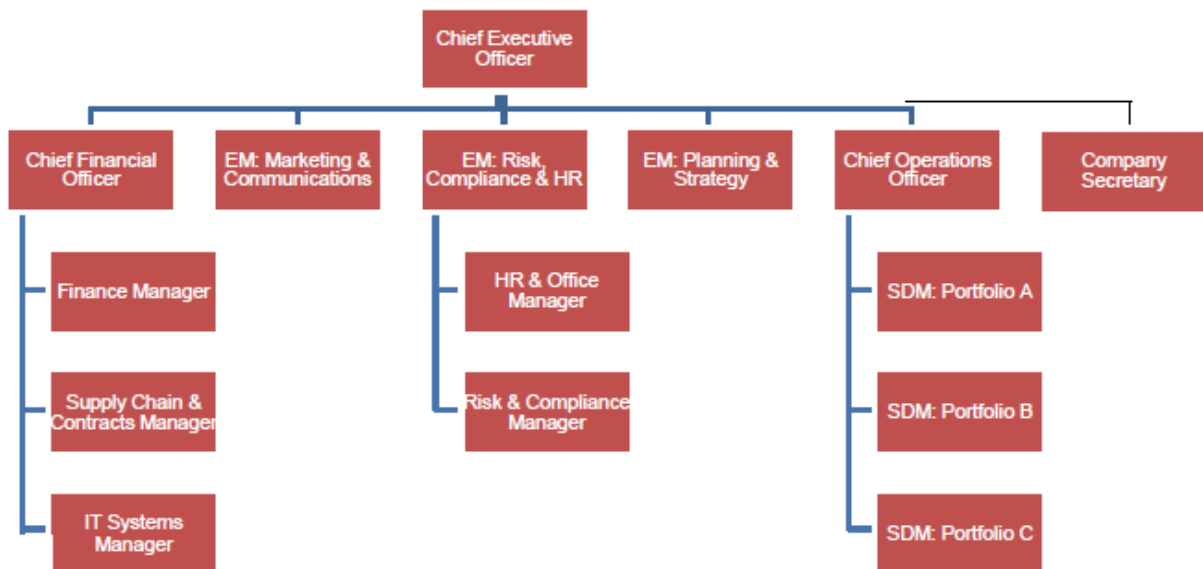 Chief Executive
Officer
Chief Financial
Officer
EM: Marketing &
Communications
EM: Risk,
Compliance & HR
EM: Planning &
Strategy
Chief Operations
Officer
Company
Secretary
Finance Manager
HR & Office
Manager
SDM: Portfolio A
Supply Chain &
Contracts Manager
Risk & Compliance
Manager
SDM: Portfolio B
IT Systems
Manager
SDM: Portfolio C